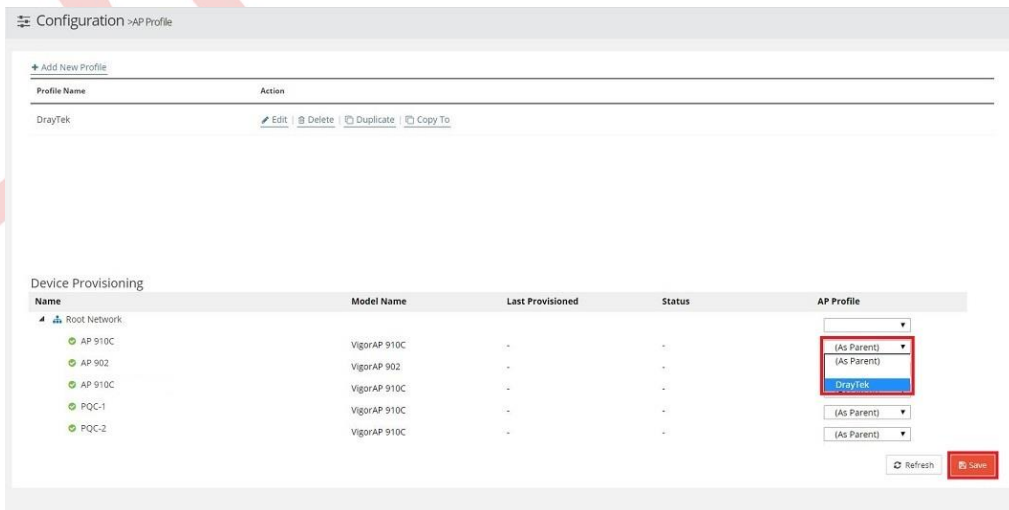 Configuration >AP Profile
+ Add New Profile
Profile Name Action
DrayTek Edit | Delete | Duplicate | Copy To
Device Provisioning
Name Model Name Last Provisioned Status AP Profile
Root Network
AP 910C VigorAP 910C - - (As Parent)
(As Parent)
AP 902 VigorAP 902 - -
AP 910C VigorAP 910C - - DrayTek
PQC-1 VigorAP 910C - - (As Parent)
PQC-2 VigorAP 910C - - (As Parent)
Refresh Save